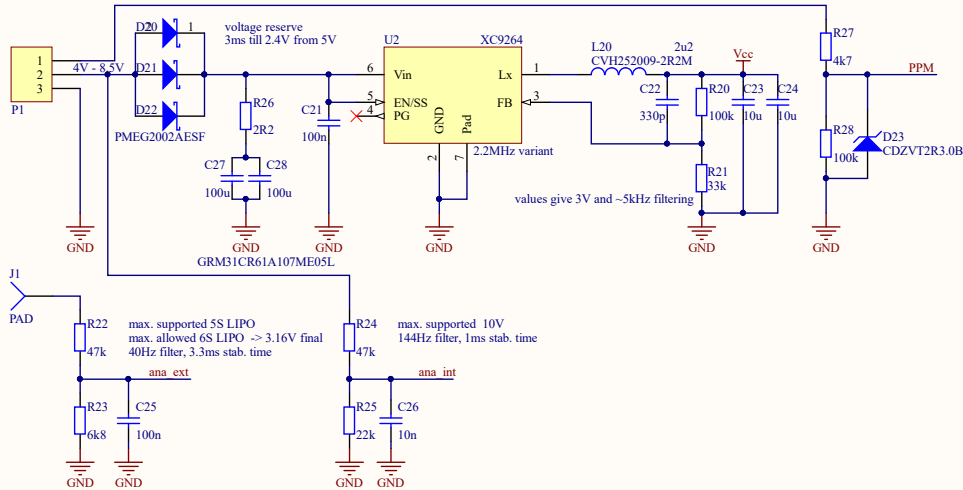 D20
1
voltage reserve
3ms till 2.4V from 5V
1
2
3
P1
4V - 8.5V
D21
D22
PMEG2002AESF
R26
2R2
C27
100u
C28
100u
C21
100n
GND
GRM31CR61A107ME05L
U2
XC9264
6
Vin
5
EN/SS
4
PG
Lx
1
FB
3
GND
Pad
2
7
2.2MHz variant
L20
2u2
CVH252009-2R2M
C22
330p
R20
100k
Vcc
C23
10u
C24
10u
R21
33k
values give 3V and ~5kHz filtering
R27
4k7
PPM
R28
100k
D23
CDZVT2R3.0B
GND
GND
GND
GND
GND
J1
PAD
R22
47k
max. supported 5S LIPO
max. allowed 6S LIPO -> 3.16V final
40Hz filter, 3.3ms stab. time
ana_ext
R23
6k8
C25
100n
GND
GND
R24
47k
max. supported 10V
144Hz filter, 1ms stab. time
ana_int
R25
22k
C26
10n
GND
GND